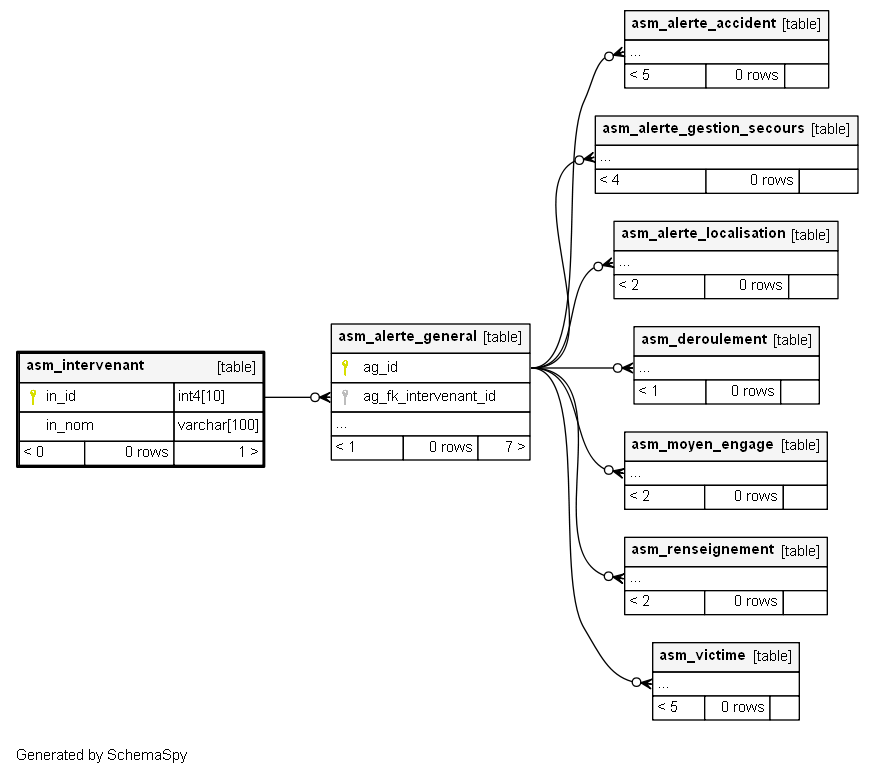 asm_alerte_accident [table]
...
< 5 0 rows
asm_alerte_gestion_secours [table]
...
< 4 0 rows
asm_alerte_localisation [table]
...
< 2 0 rows
asm_intervenant [table]
in_id int4[10]
in_nom varchar[100]
< 0 0 rows 1 >
asm_alerte_general [table]
ag_id
ag_fk_intervenant_id
...
< 1 0 rows 7 >
asm_deroulement [table]
...
< 1 0 rows
asm_moyen_engage [table]
...
< 2 0 rows
asm_renseignement [table]
...
< 2 0 rows
asm_victime [table]
...
< 5 0 rows
Generated by SchemaSpy